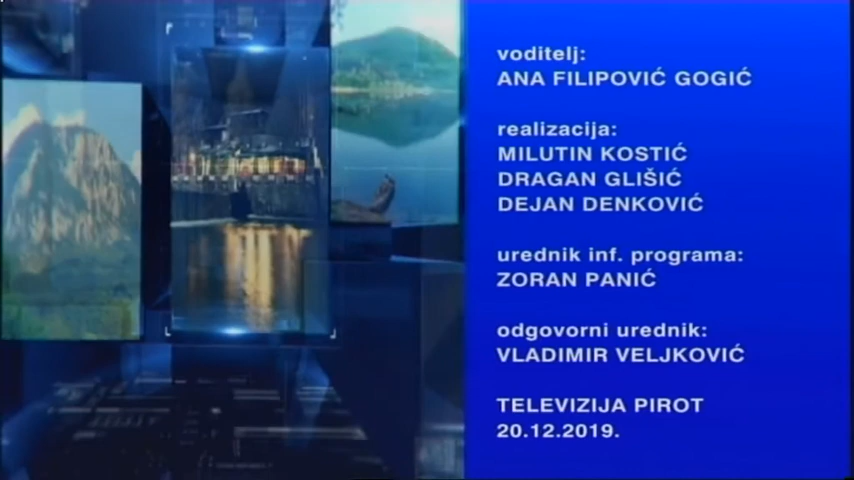 voditelj:
ANA FILIPOVIĆ GOGIĆ
realizacija:
MILUTIN KOSTIĆ
DRAGAN GLIŠIĆ
DEJAN DENKOVIĆ
urednik inf. programa:
ZORAN PANIĆ
odgovorni urednik:
VLADIMIR VELJKOVIĆ
TELEVIZIJA PIROT
20.12.2019.